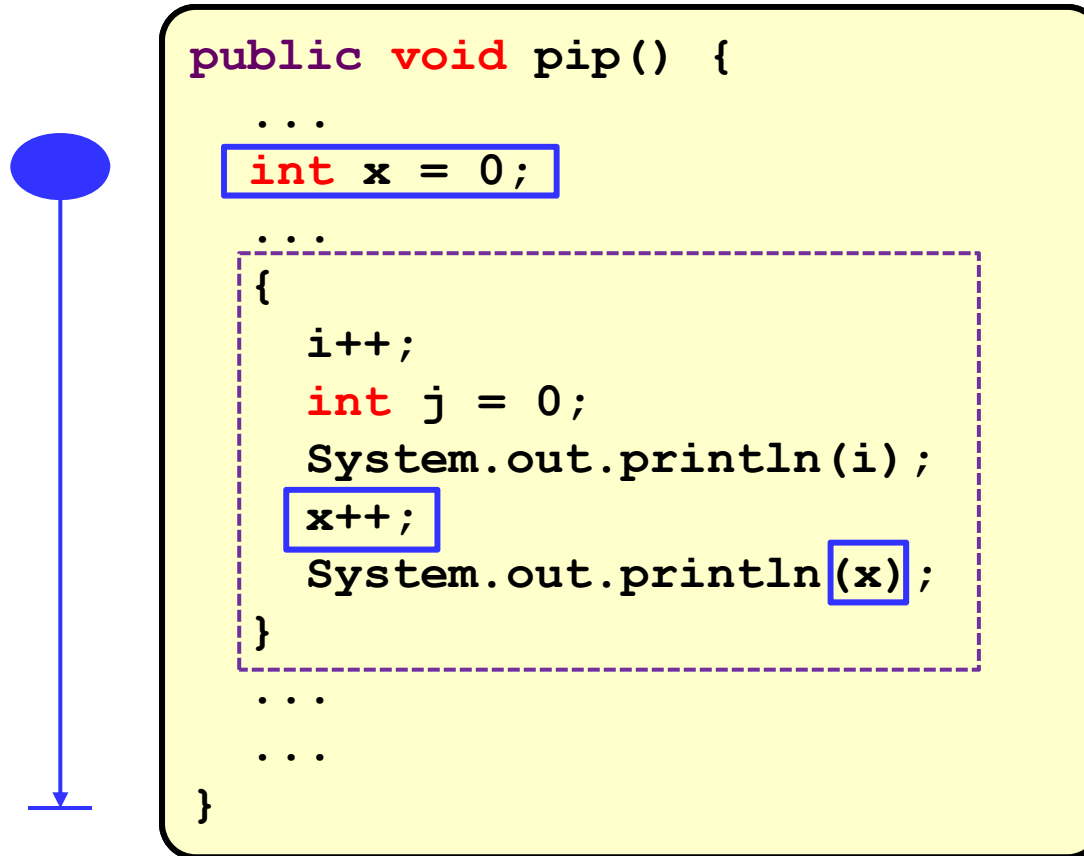 public void pip() {
...
int x = 0;
...
{
i++;
int j = 0;
System.out.println(i);
x++;
System.out.println(x);
}
...
...
}